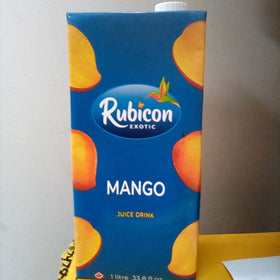 Rubicon
EXOTIC
MANGO
JUICE DRINK
1 litre 33.8 fl oz